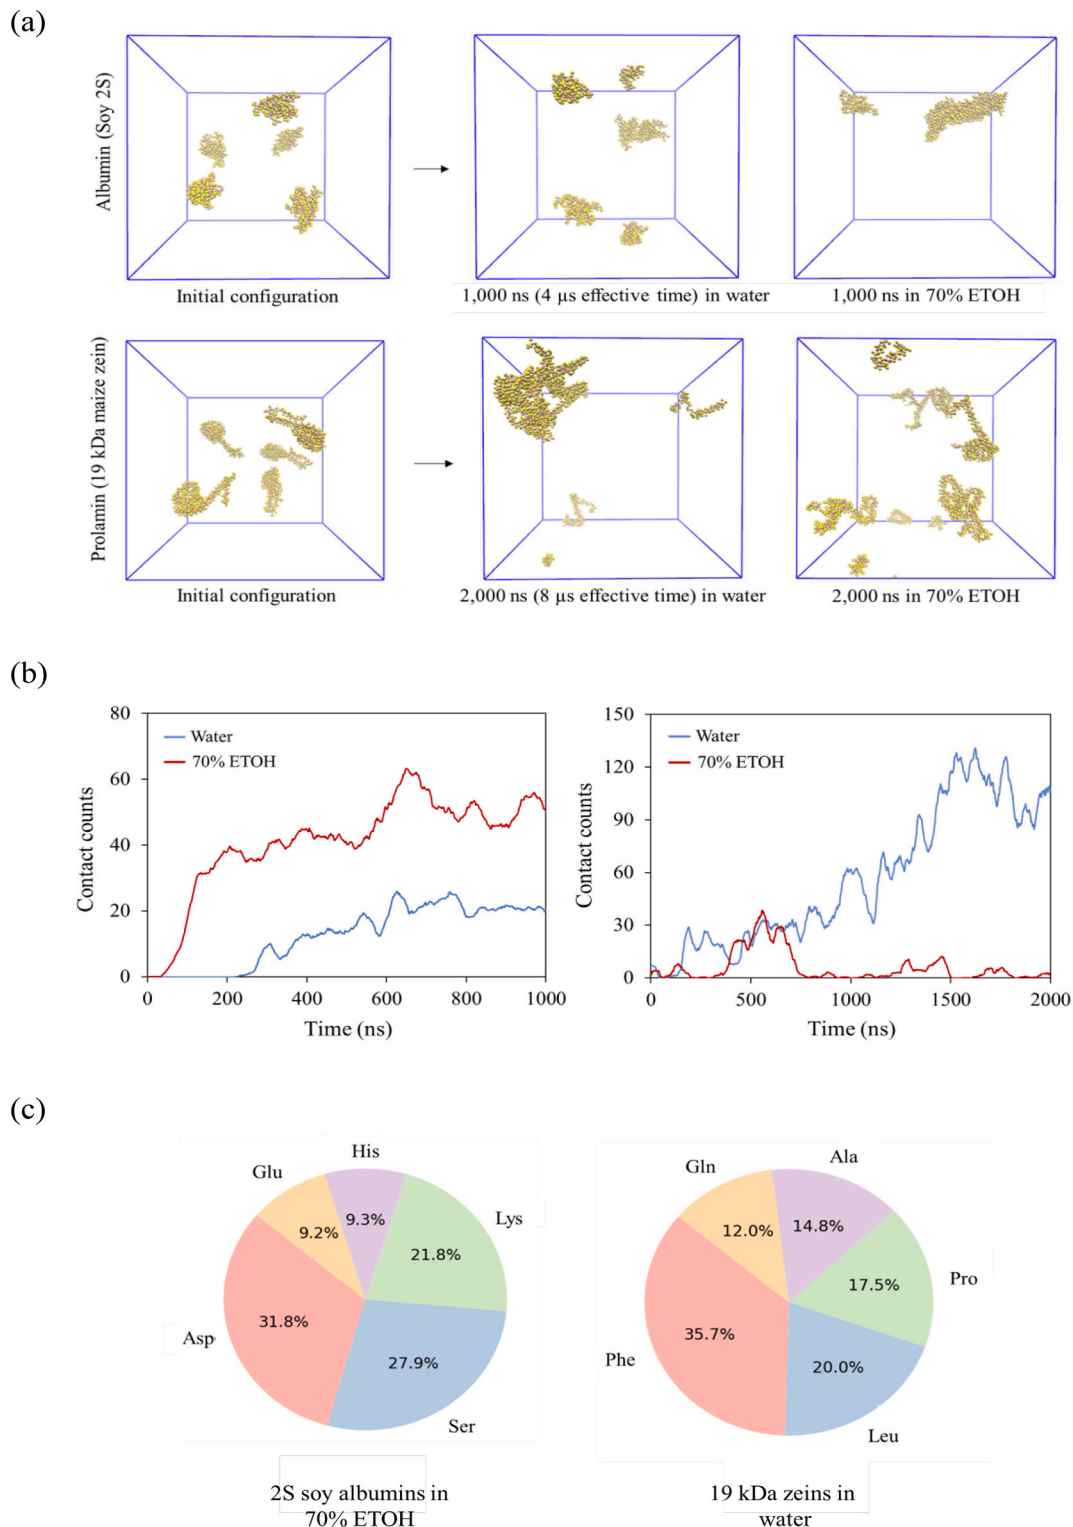 (a)
Albumin (Soy 2S)
Initial configuration
1,000 ns (4 µs effective time) in water
1,000 ns in 70% ETOH
Prolamin (19 kDa maize zein)
Initial configuration
2,000 ns (8 µs effective time) in water
2,000 ns in 70% ETOH
(b)
80
60
40
20
0
Contact counts
Water
70% ETOH
0 200 400 600 800 1000
Time (ns)
150
120
90
60
30
0
Contact counts
Water
70% ETOH
0 500 1000 1500 2000
Time (ns)
(c)
His
9.3%
Glu
9.2%
Lys
21.8%
Asp
31.8%
27.9%
Ser
2S soy albumins in
70% ETOH
Ala
14.8%
Gln
12.0%
Pro
17.5%
Phe
35.7%
20.0%
Leu
19 kDa zeins in
water